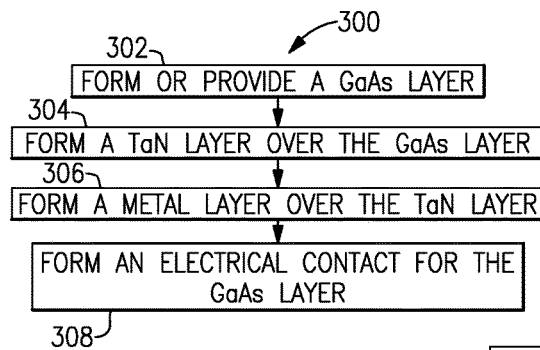 300
302
FORM OR PROVIDE A GaAs LAYER
304
FORM A TaN LAYER OVER THE GaAs LAYER
306
FORM A METAL LAYER OVER THE TaN LAYER
FORM AN ELECTRICAL CONTACT FOR THE
GaAs LAYER
308